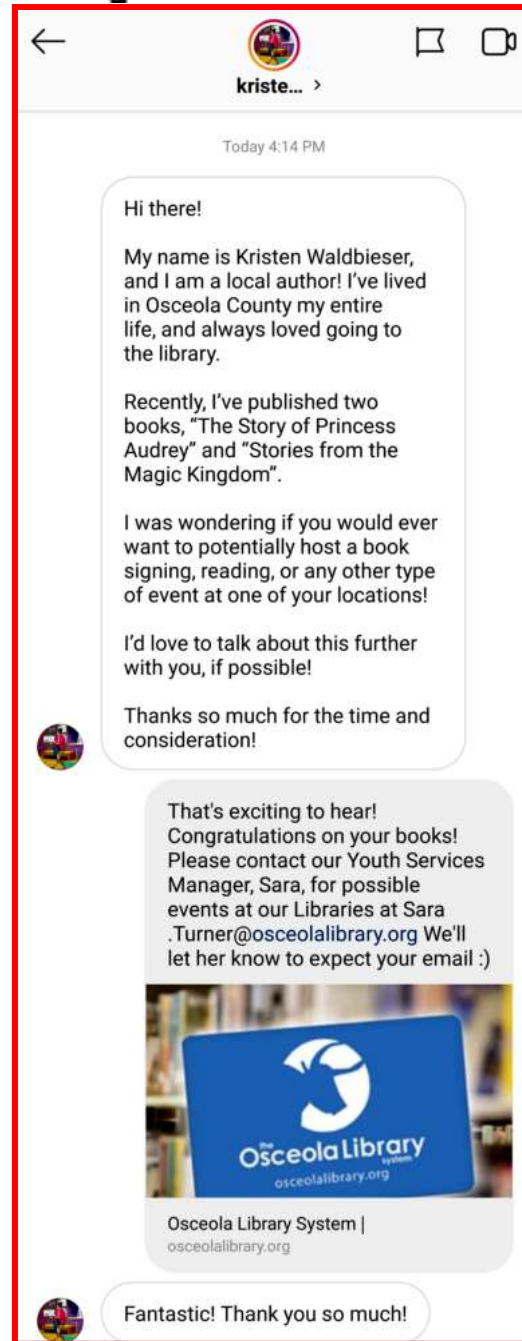 kriste... >
Today 4:14 PM
Hi there!
My name is Kristen Waldbieser,
and I am a local author! I've lived
in Osceola County my entire
life, and always loved going to
the library.
Recently, I've published two
books, “The Story of Princess
Audrey” and “Stories from the
Magic Kingdom”.
I was wondering if you would ever
want to potentially host a book
signing, reading, or any other type
of event at one of your locations!
I'd love to talk about this further
with you, if possible!
Thanks so much for the time and
consideration!
That's exciting to hear!
Congratulations on your books!
Please contact our Youth Services
Manager, Sara, for possible
events at our Libraries at Sara
.Turner@osceolalibrary.org We'll
let her know to expect your email :)
the
Osceola Library
system
osceolalibrary.org
Osceola Library System |
osceolalibrary.org
Fantastic! Thank you so much!